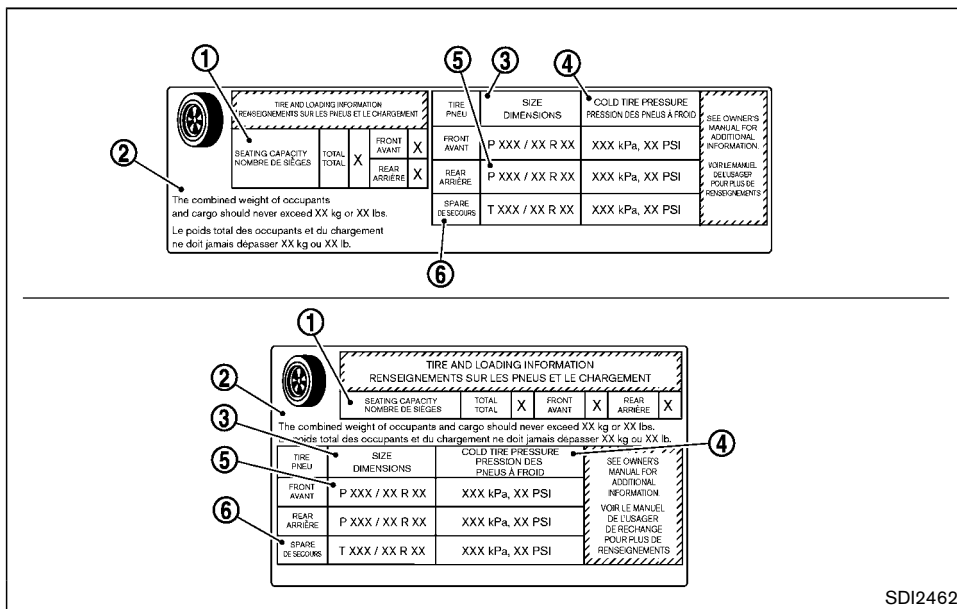 1
5
3
4
2
TIRE AND LOADING INFORMATION
RENSEIGNEMENTS SUR LES PNEUS ET LE CHARGEMENT
SEATING CAPACITY
NOMBRE DE SIÈGES
TOTAL
TOTAL
X
FRONT
AVANT
X
REAR
ARRIÈRE
X
The combined weight of occupants
and cargo should never exceed XX kg or XX lbs.
Le poids total des occupants et du chargement
ne doit jamais dépasser XX kg ou XX lb.
TIRE
PNEU
SIZE
DIMENSIONS
COLD TIRE PRESSURE
PRESSION DES PNEUS À FROID
FRONT
AVANT
P XXX / XX R XX
XXX kPa, XX PSI
REAR
ARRIÈRE
P XXX / XX R XX
XXX kPa, XX PSI
SPARE
DE SECOURS
T XXX / XX R XX
XXX kPa, XX PSI
SEE OWNER'S
MANUAL FOR
ADDITIONAL
INFORMATION.
VOIR LE MANUEL
DE L'USAGER
POUR PLUS DE
RENSEIGNEMENTS
6
1
2
3
5
6
4
TIRE AND LOADING INFORMATION
RENSEIGNEMENTS SUR LES PNEUS ET LE CHARGEMENT
SEATING CAPACITY
NOMBRE DE SIÈGES
TOTAL
TOTAL
X
FRONT
AVANT
X
REAR
ARRIÈRE
X
The combined weight of occupants and cargo should never exceed XX kg or XX lbs.
Le poids total des occupants et du chargement ne doit jamais dépasser XX kg ou XX lb.
TIRE
PNEU
SIZE
DIMENSIONS
COLD TIRE PRESSURE
PRESSION DES
PNEUS À FROID
FRONT
AVANT
P XXX / XX R XX
XXX kPa, XX PSI
REAR
ARRIÈRE
P XXX / XX R XX
XXX kPa, XX PSI
SPARE
DE SECOURS
T XXX / XX R XX
XXX kPa, XX PSI
SEE OWNER'S
MANUAL FOR
ADDITIONAL
INFORMATION.
VOIR LE MANUEL
DE L'USAGER
DE RECHANGE
POUR PLUS DE
RENSEIGNEMENTS
SDI2462